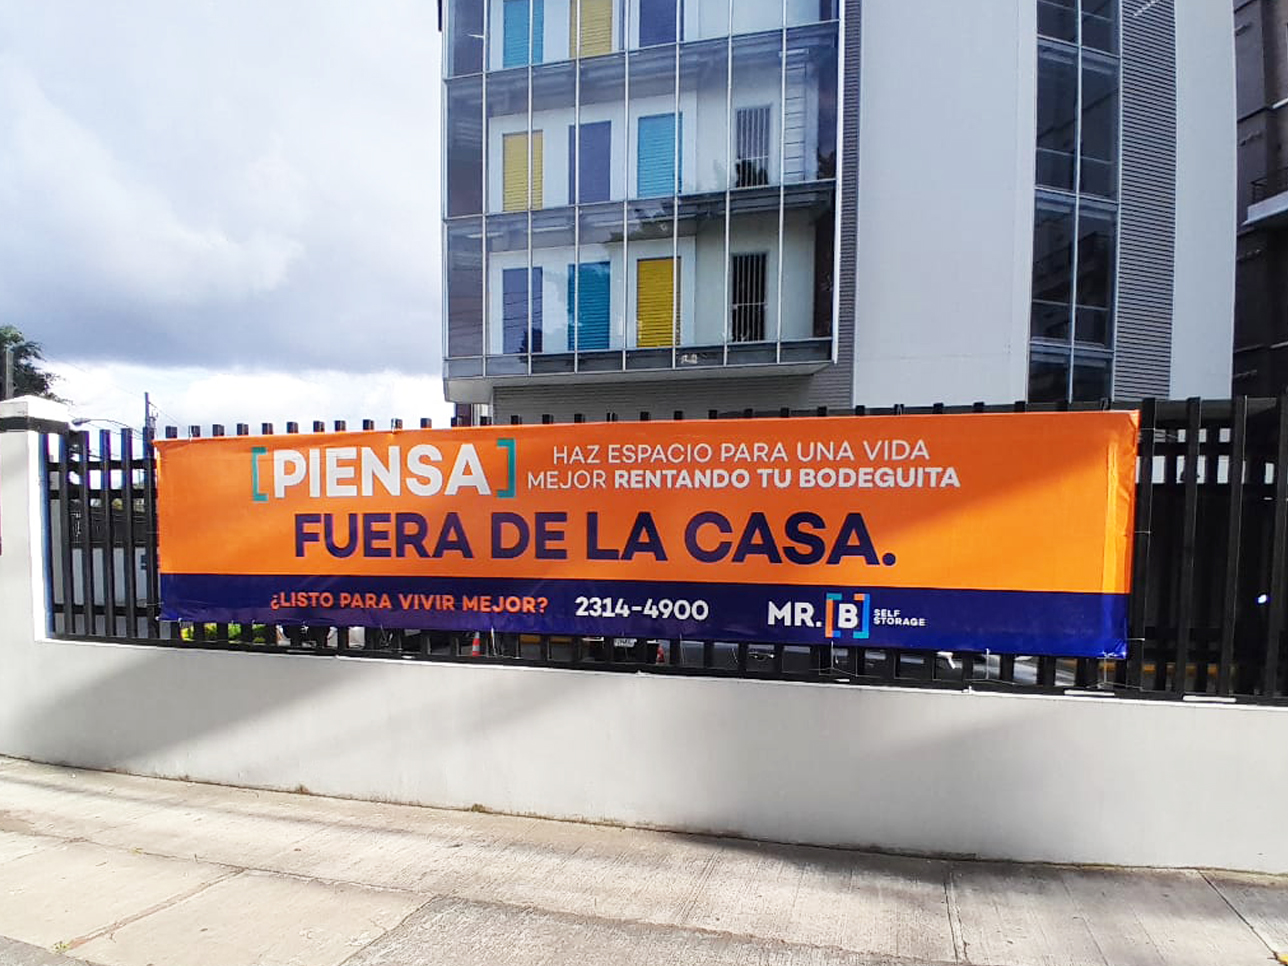 [PIENSA]
HAZ ESPACIO PARA UNA VIDA
MEJOR RENTANDO TU BODEGUITA
FUERA DE LA CASA.
¿LISTO PARA VIVIR MEJOR?
2314-4900
MR. [B]
SELF
STORAGE